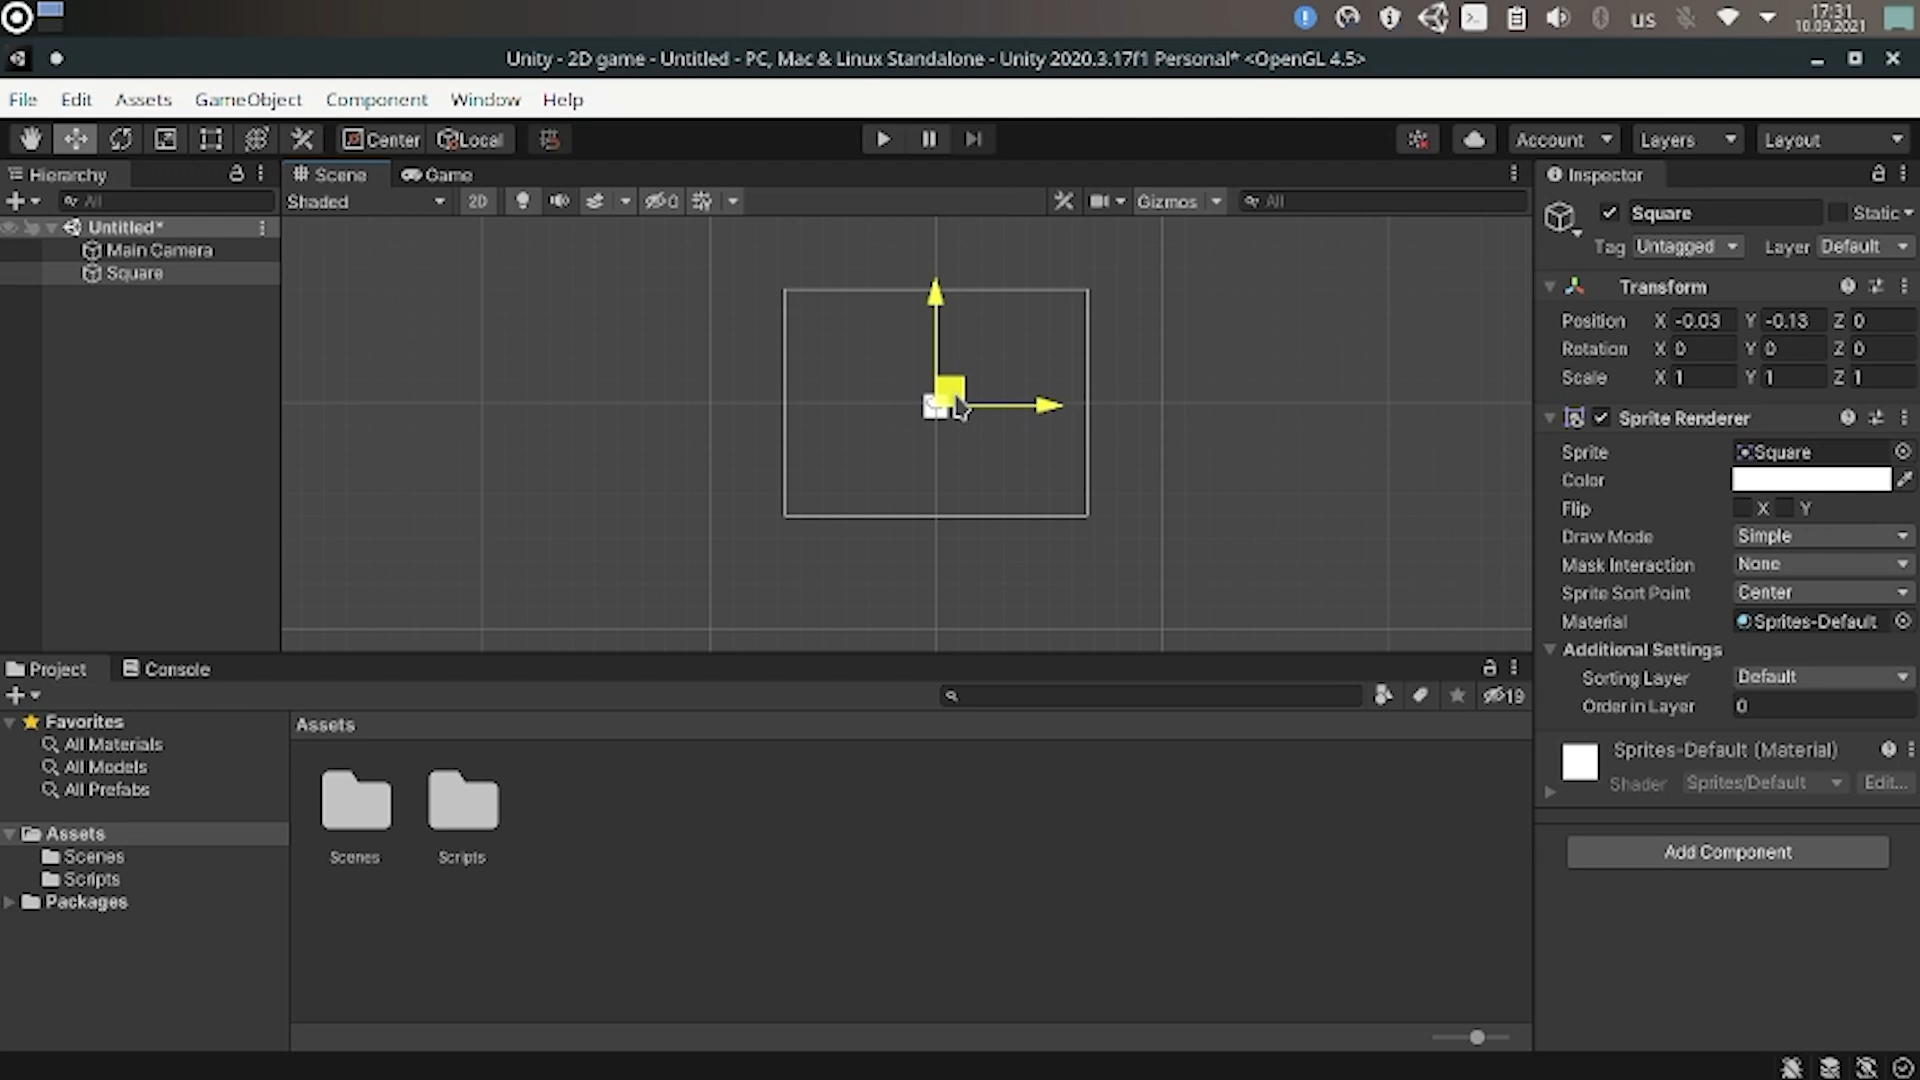 us
17:31
10.09.2021
Unity - 2D game - Untitled - PC, Mac & Linux Standalone - Unity 2020.3.17f1 Personal* <OpenGL 4.5>
File Edit Assets GameObject Component Window Help
Center Local Account Layers Layout
Hierarchy
All
Untitled*
Main Camera
Square
Scene Game
Shaded 2D 0 Gizmos All
Inspector
Square Static
Tag Untagged Layer Default
Transform
Position X -0.03 Y -0.13 Z 0
Rotation X 0 Y 0 Z 0
Scale X 1 Y 1 Z 1
Sprite Renderer
Sprite Square
Color
Flip X Y
Draw Mode Simple
Mask Interaction None
Sprite Sort Point Center
Material Sprites-Default
Additional Settings
Sorting Layer Default
Order in Layer 0
Sprites-Default (Material)
Shader Sprites/Default Edit...
Add Component
Project Console
19
Favorites
All Materials
All Models
All Prefabs
Assets
Scenes
Scripts
Packages
Assets
Scenes Scripts